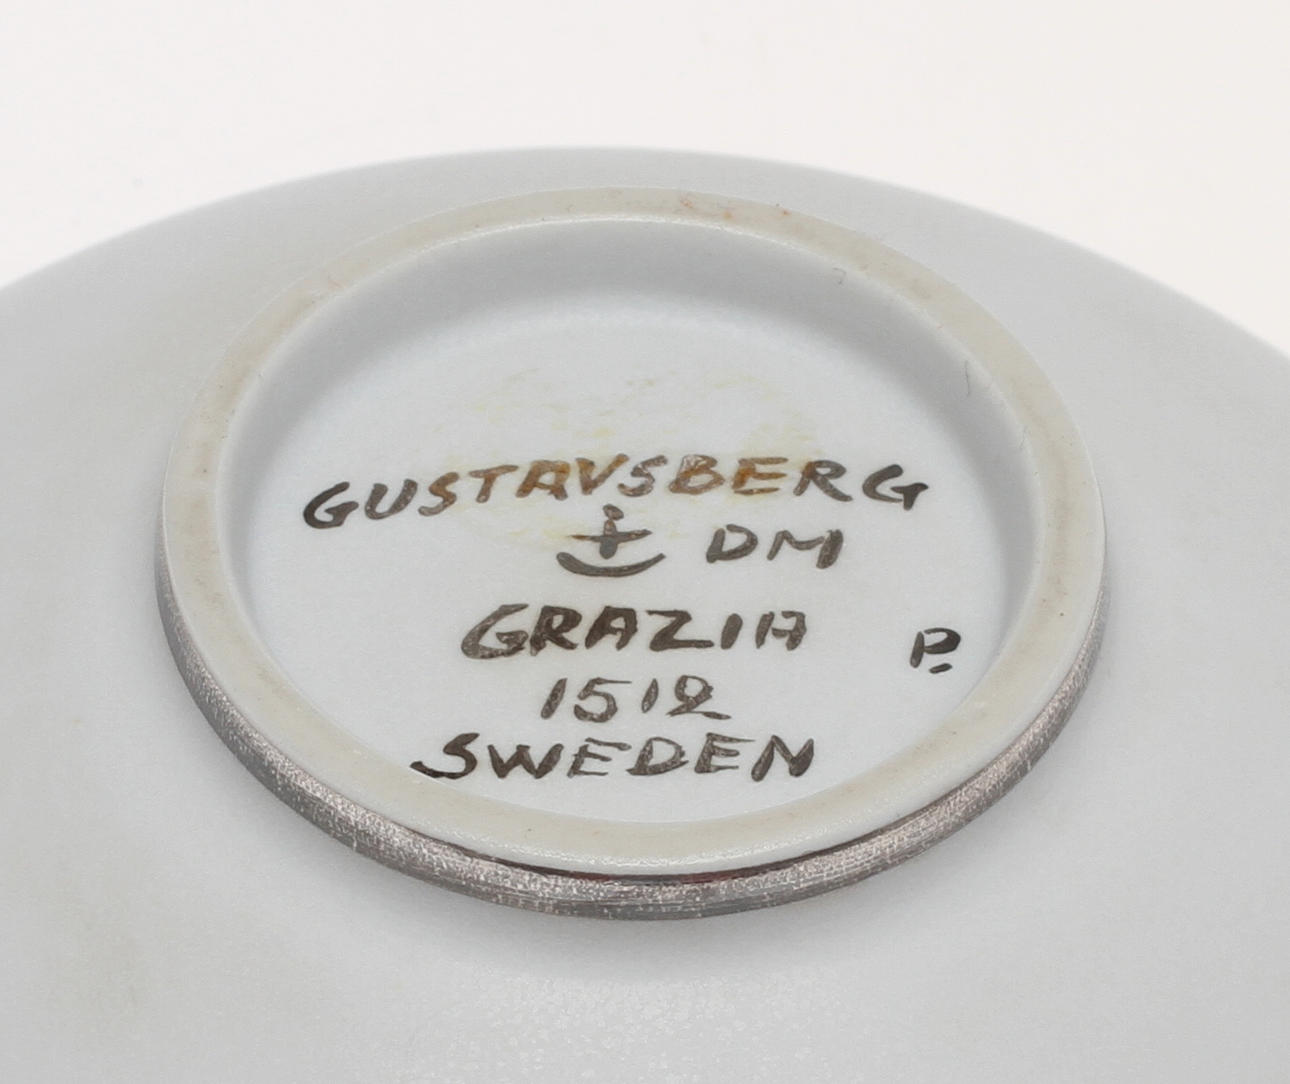 GUSTAVSBERG
DM
GRAZIA
P.
1512
SWEDEN